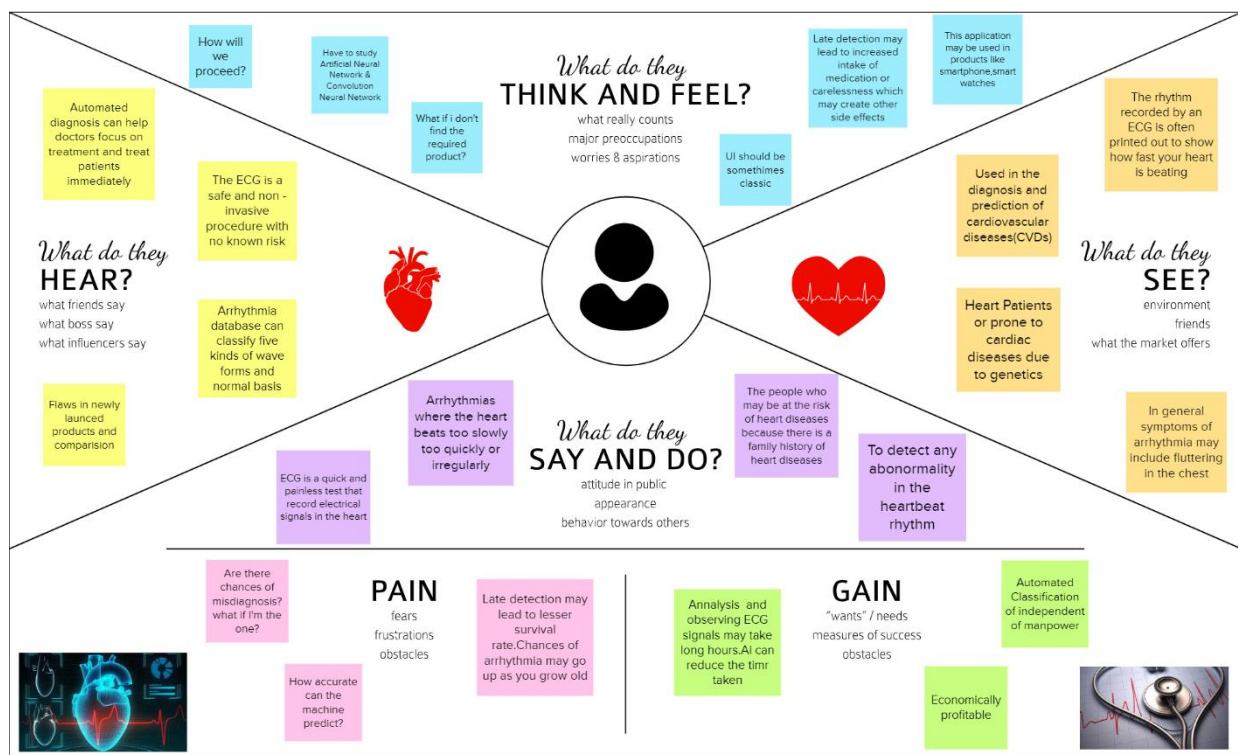 What do they
THINK AND FEEL?
what really counts
major preoccupations
worries & aspirations
How will
we
proceed?
Have to study
Artificial Neural
Network &
Convolution
Neural Network
What if i don't
find the
required
product?
Late detection may
lead to increased
intake of
medication or
carelessness which
may create other
side effects
This application
may be used in
products like
smartphone,smart
watches
UI should be
somethimes
classic
What do they
HEAR?
what friends say
what boss say
what influencers say
Automated
diagnosis can help
doctors focus on
treatment and treat
patients
immediately
The ECG is a
safe and non -
invasive
procedure with
no known risk
Arrhythmia
database can
classify five
kinds of wave
forms and
normal basis
Flaws in newly
launced
products and
comparision
What do they
SEE?
environment
friends
what the market offers
The rhythm
recorded by an
ECG is often
printed out to show
how fast your heart
is beating
Used in the
diagnosis and
prediction of
cardiovascular
diseases(CVDs)
Heart Patients
or prone to
cardiac
diseases due
to genetics
In general
symptoms of
arrhythmia may
include fluttering
in the chest
What do they
SAY AND DO?
attitude in public
appearance
behavior towards others
Arrhythmias
where the heart
beats too slowly
too quickly or
irregularly
ECG is a quick and
painless test that
record electrical
signals in the heart
The people who
may be at the risk
of heart diseases
because there is a
family history of
heart diseases
To detect any
abonormality
in the
heartbeat
rhythm
PAIN
fears
frustrations
obstacles
Are there
chances of
misdiagnosis?
what if I'm the
one?
How accurate
can the
machine
predict?
Late detection may
lead to lesser
survival
rate.Chances of
arrhythmia may go
up as you grow old
GAIN
"wants" / needs
measures of success
obstacles
Annalysis and
observing ECG
signals may take
long hours.Ai can
reduce the timr
taken
Automated
Classification
of independent
of manpower
Economically
profitable